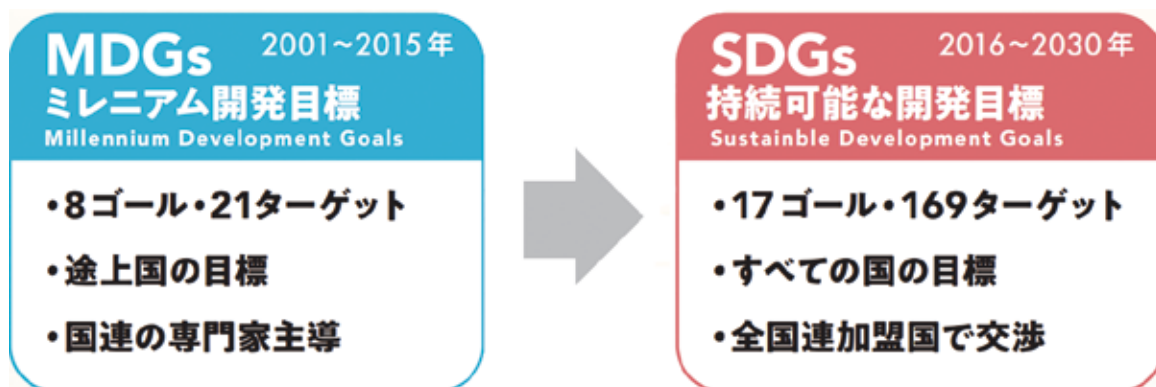 MDGs 2001~2015年
ミレニアム開発目標
Millennium Development Goals
・8ゴール・21ターゲット
・途上国の目標
・国連の専門家主導
SDGs 2016~2030年
持続可能な開発目標
Sustainble Development Goals
・17ゴール・169ターゲット
・すべての国の目標
・全国連加盟国で交渉